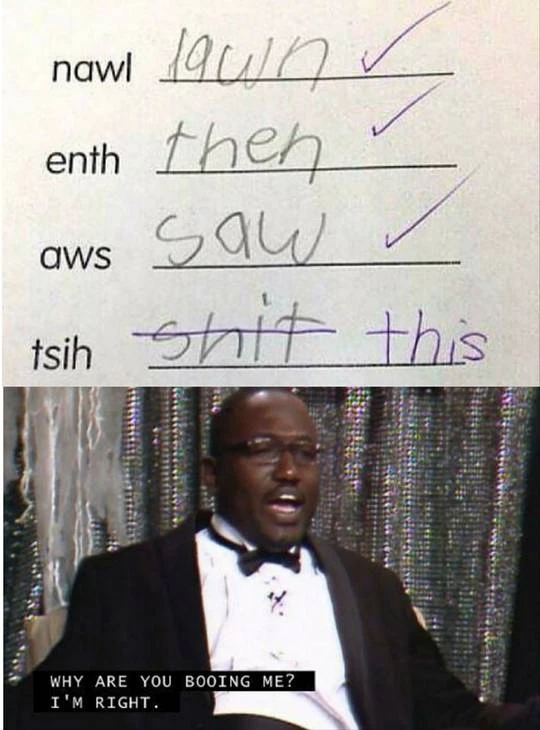 nawl lawn
enth then
aws saw
tsih shit this
WHY ARE YOU BOOING ME?
I'M RIGHT.